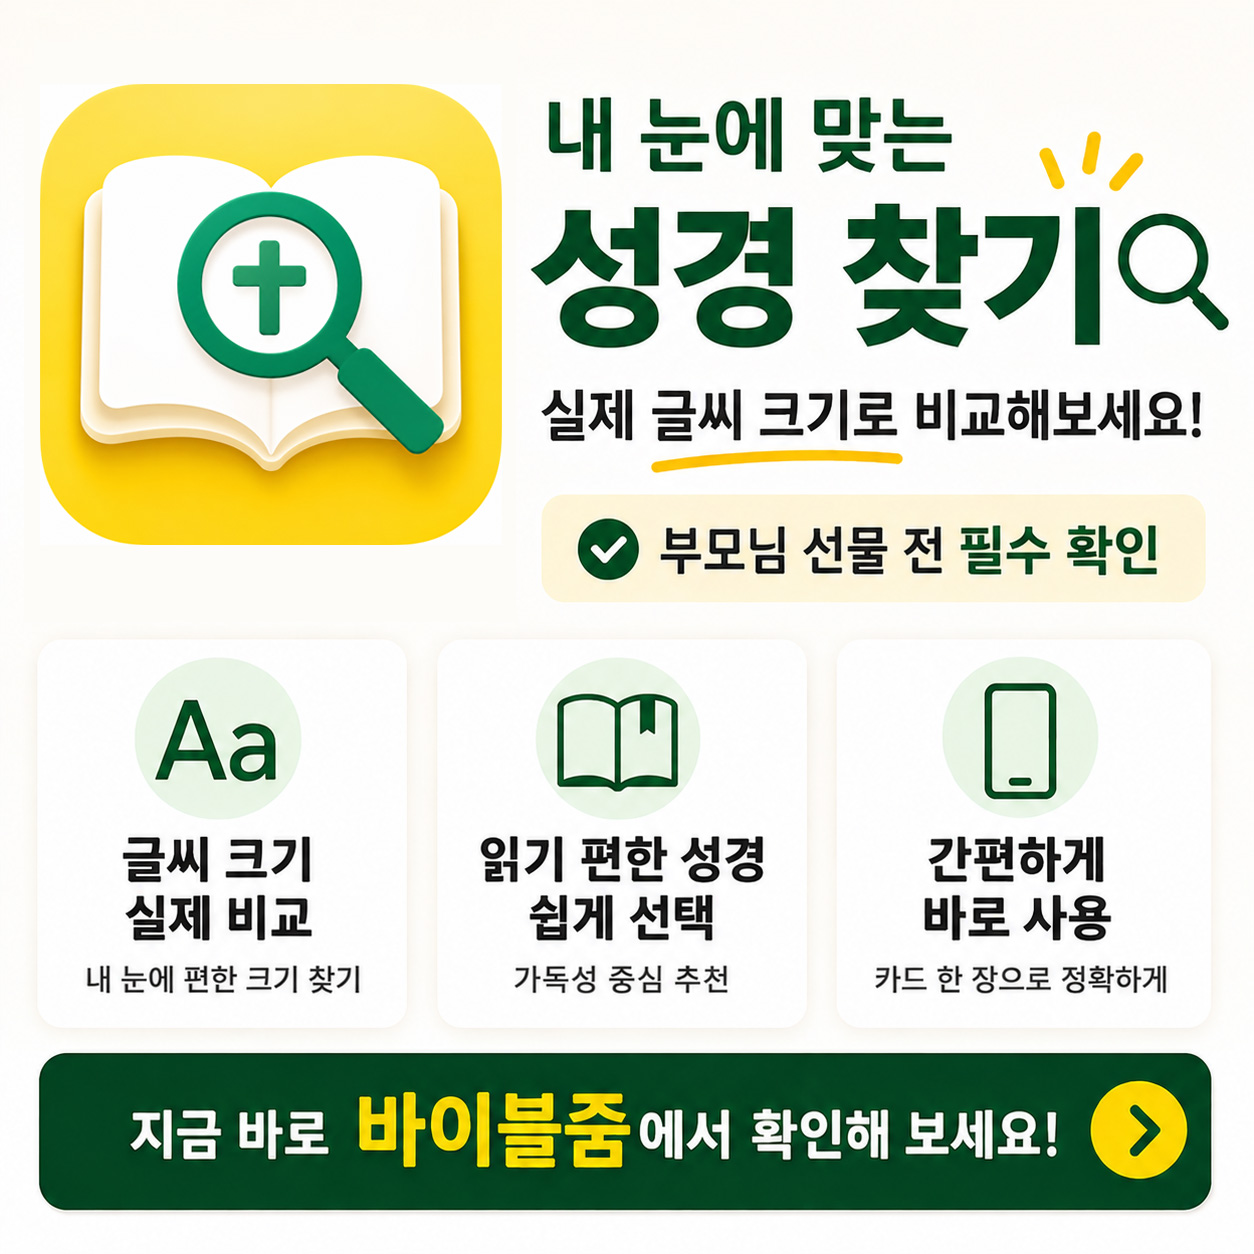 내 눈에 맞는
성경 찾기
실제 글씨 크기로 비교해보세요!
부모님 선물 전 필수 확인
Aa
글씨 크기
실제 비교
내 눈에 편한 크기 찾기
읽기 편한 성경
쉽게 선택
가독성 중심 추천
간편하게
바로 사용
카드 한 장으로 정확하게
지금 바로 바이블줌에서 확인해 보세요!